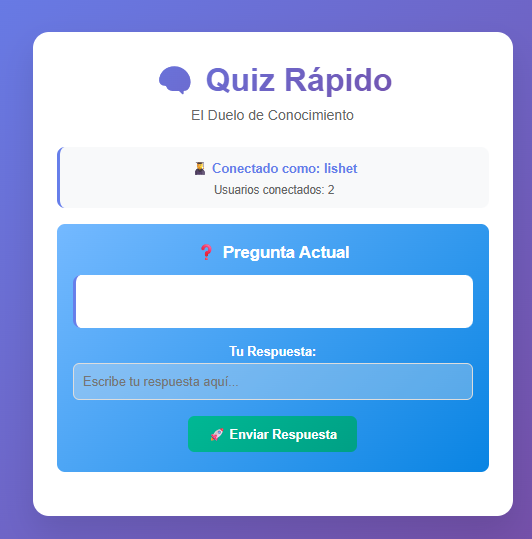 Quiz Rápido
El Duelo de Conocimiento
Conectado como: lishet
Usuarios conectados: 2
❓ Pregunta Actual
Tu Respuesta:
Escribe tu respuesta aquí...
🚀 Enviar Respuesta